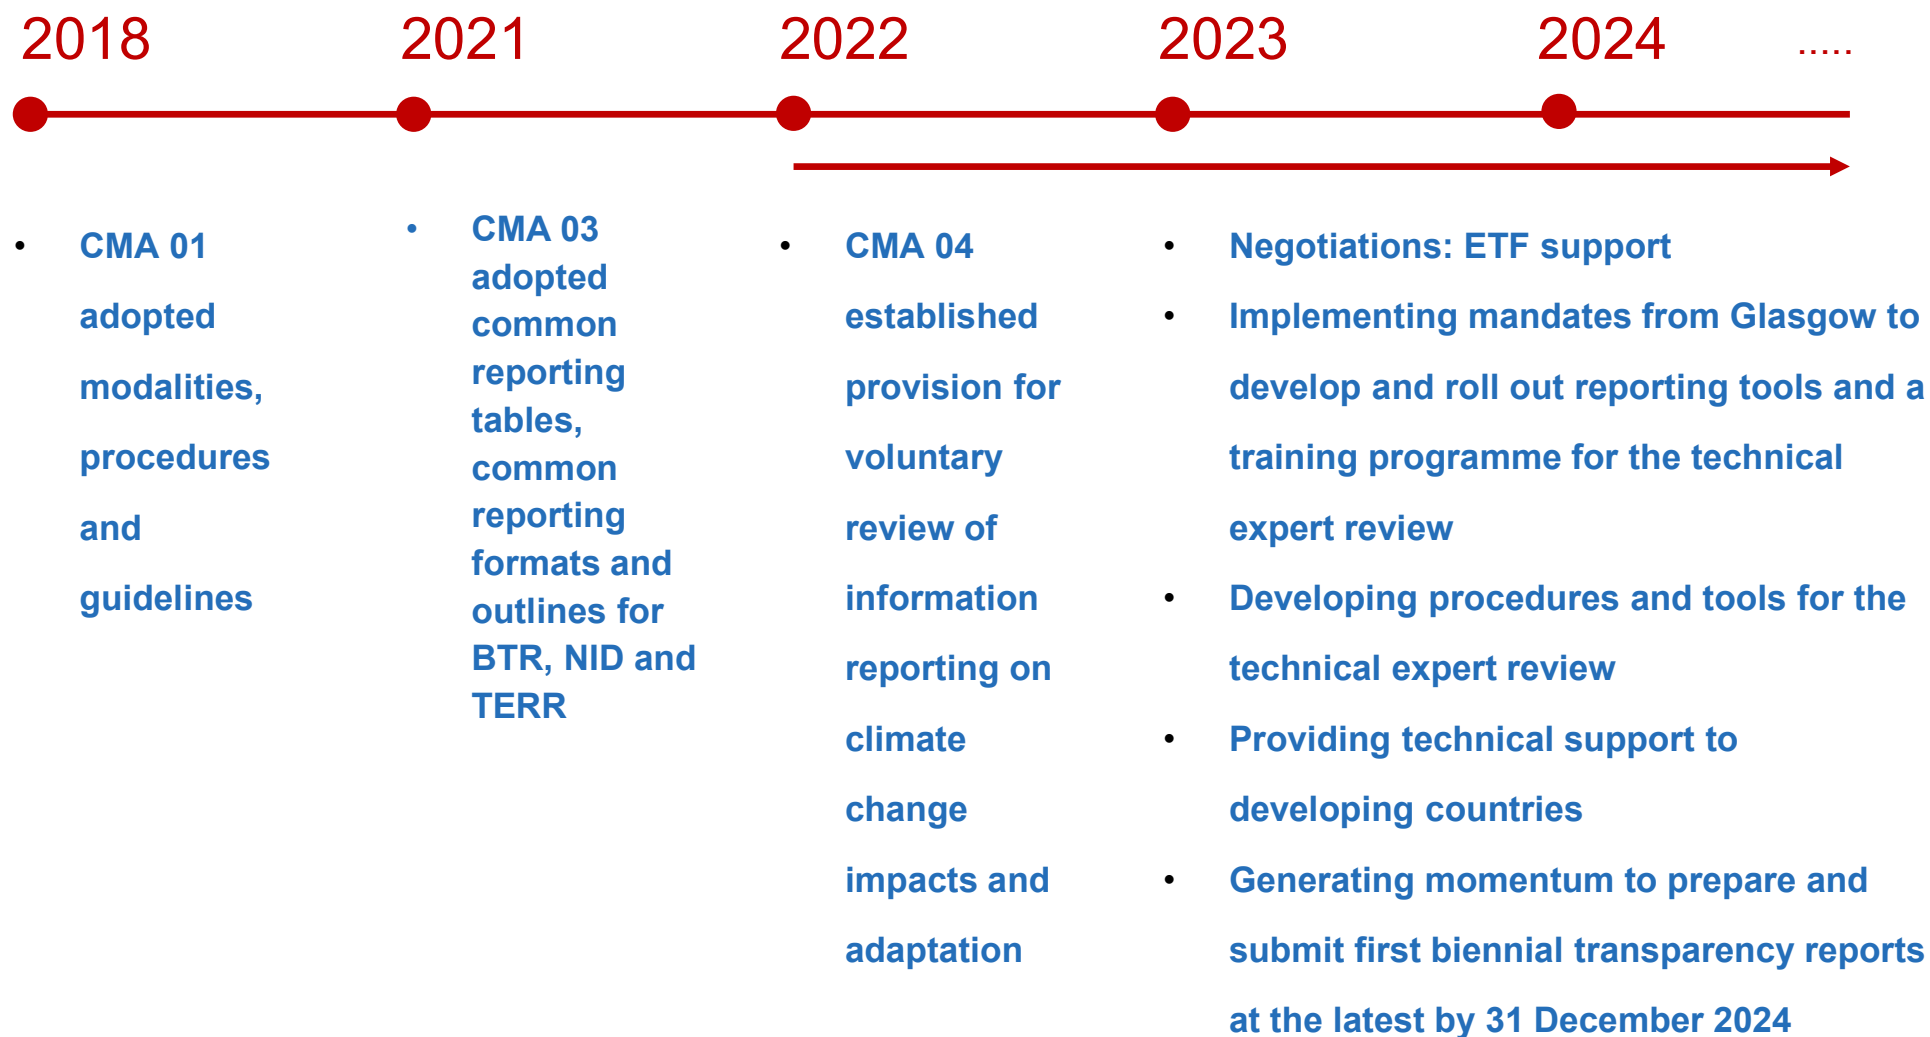 2018 2021 2022 2023 2024 .....
• CMA 01
adopted
modalities,
procedures
and
guidelines
• CMA 03
adopted
common
reporting
tables,
common
reporting
formats and
outlines for
BTR, NID and
TERR
• CMA 04
established
provision for
voluntary
review of
information
reporting on
climate
change
impacts and
adaptation
• Negotiations: ETF support
• Implementing mandates from Glasgow to
develop and roll out reporting tools and a
training programme for the technical
expert review
• Developing procedures and tools for the
technical expert review
• Providing technical support to
developing countries
• Generating momentum to prepare and
submit first biennial transparency reports
at the latest by 31 December 2024